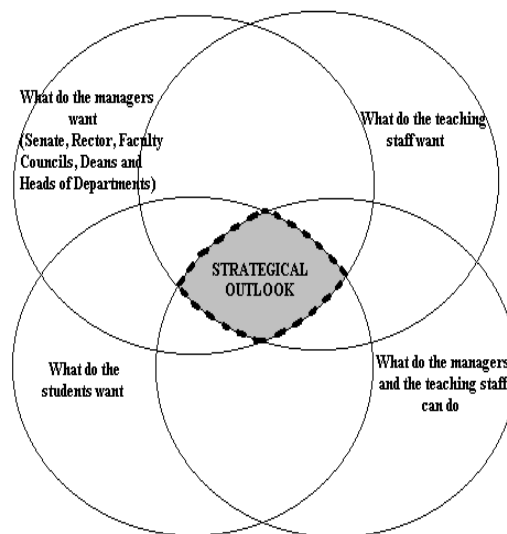 What do the managers
want
(Senate, Rector, Faculty
Councils, Deans and
Heads of Departments)
What do the teaching
staff want
STRATEGICAL
OUTLOOK
What do the
students want
What do the managers
and the teaching staff
can do